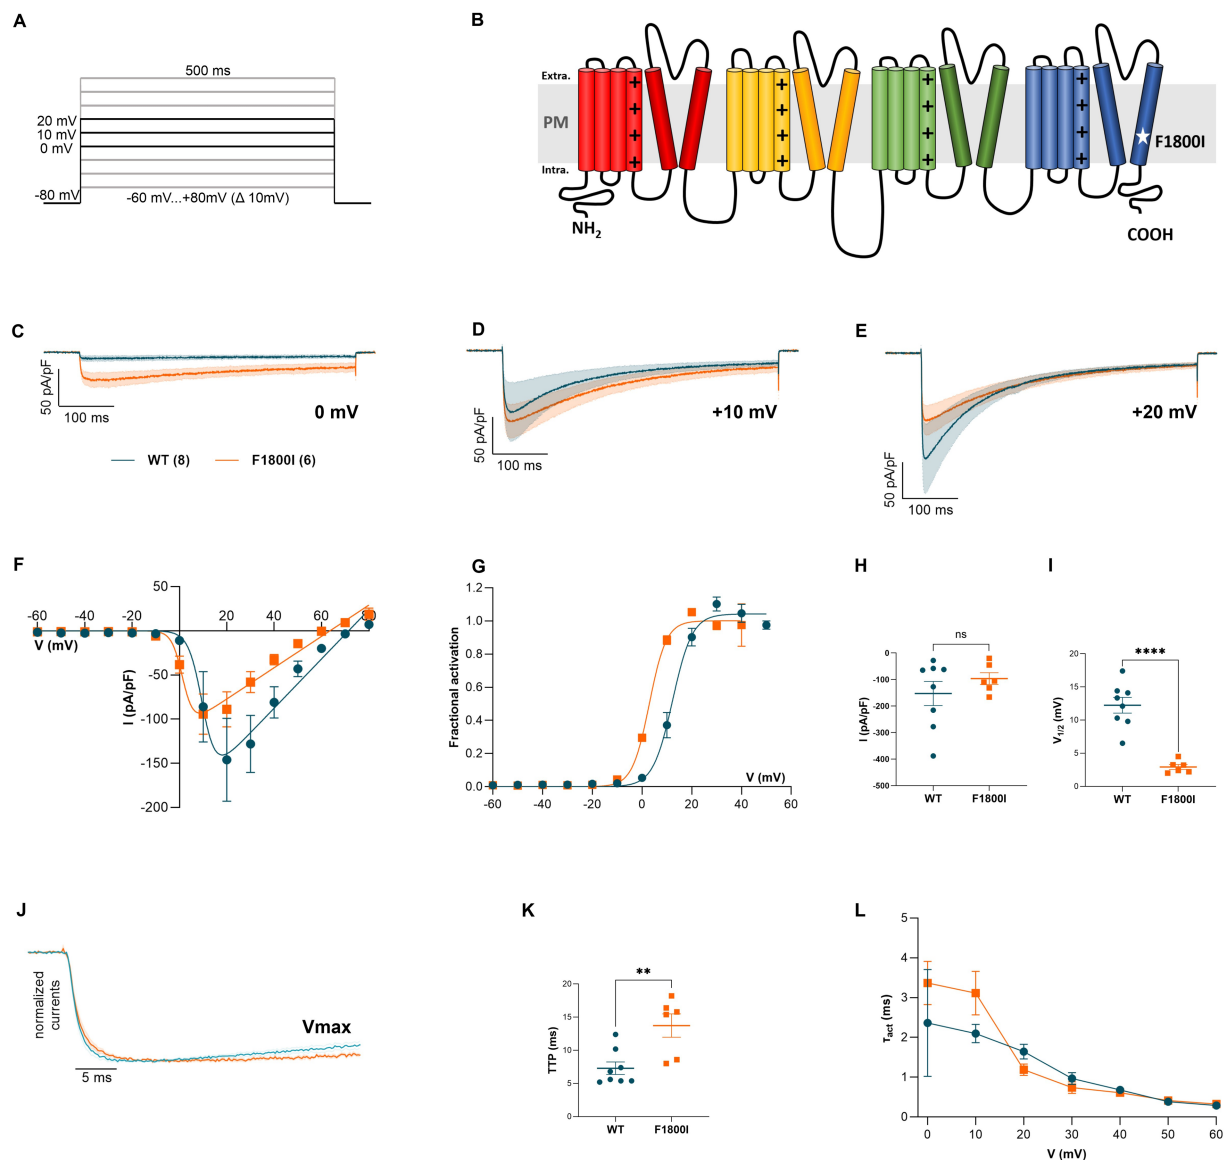 A
500 ms
20 mV
10 mV
0 mV
-80 mV
-60 mV...+80mV (Δ 10mV)
B
Extra.
PM
Intra.
+ + + +
+ + + +
+ + + +
+ + + +
F1800I
NH2
COOH
C
50 pA/pF
100 ms
0 mV
WT (8)
F1800I (6)
D
50 pA/pF
100 ms
+10 mV
E
50 pA/pF
100 ms
+20 mV
F
50
-60 -40 -20 20 40 60 80
V (mV)
-50
-100
-150
-200
I (pA/pF)
G
Fractional activation
1.2
1.0
0.8
0.6
0.4
0.2
0.0
-60 -40 -20 0 20 40 60
V (mV)
H
ns
I (pA/pF)
0
-100
-200
-300
-400
-500
WT F1800I
I
****
V1/2 (mV)
20
15
10
5
0
WT F1800I
J
normalized
currents
5 ms
Vmax
K
**
TTP (ms)
20
15
10
5
0
WT F1800I
L
τact (ms)
5
4
3
2
1
0
0 10 20 30 40 50 60
V (mV)